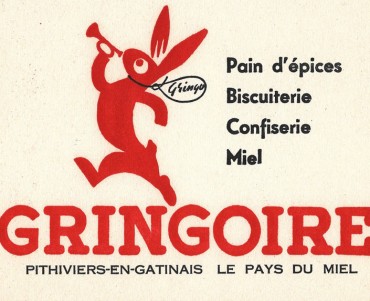 Gringo
Pain d'épices
Biscuiterie
Confiserie
Miel
GRINGOIRE
PITHIVIERS-EN-GATINAIS LE PAYS DU MIEL